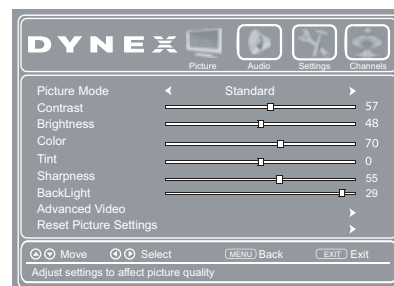 DYNEX
Picture Audio Settings Channels
Picture Mode Standard
Contrast 57
Brightness 48
Color 70
Tint 0
Sharpness 55
BackLight 29
Advanced Video
Reset Picture Settings
Move Select MENU Back EXIT Exit
Adjust settings to affect picture quality